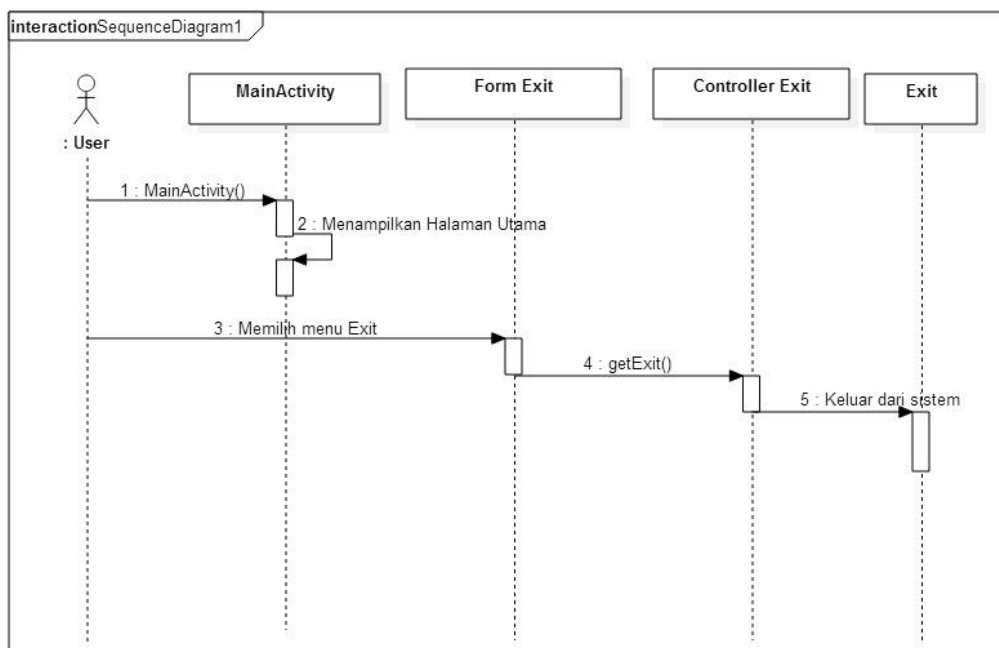 interactionSequenceDiagram1
MainActivity
Form Exit
Controller Exit
Exit
: User
1 : MainActivity()
2 : Menampilkan Halaman Utama
3 : Memilih menu Exit
4 : getExit()
5 : Keluar dari sistem